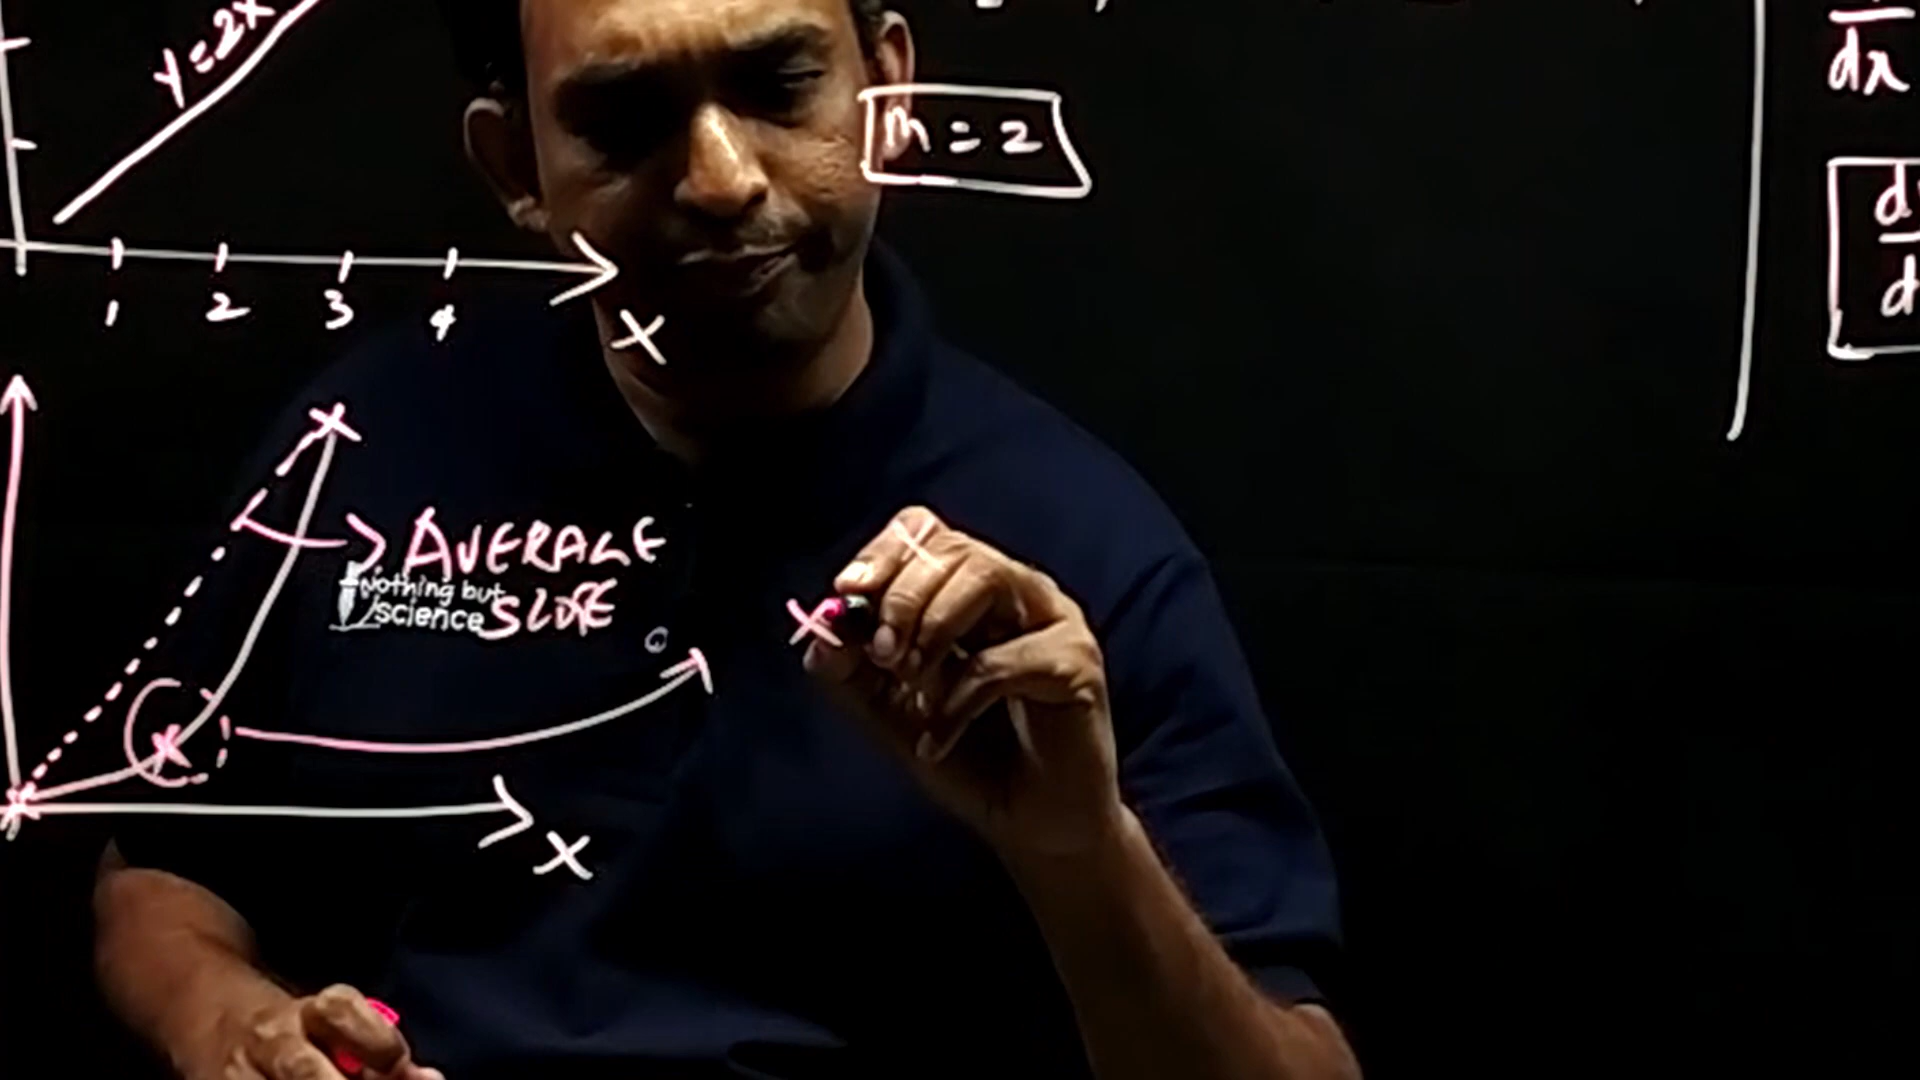 y=2x
m = 2
dx
1 2 3 4
X
AVERAGE
SLOPE
Nothing but
science
X